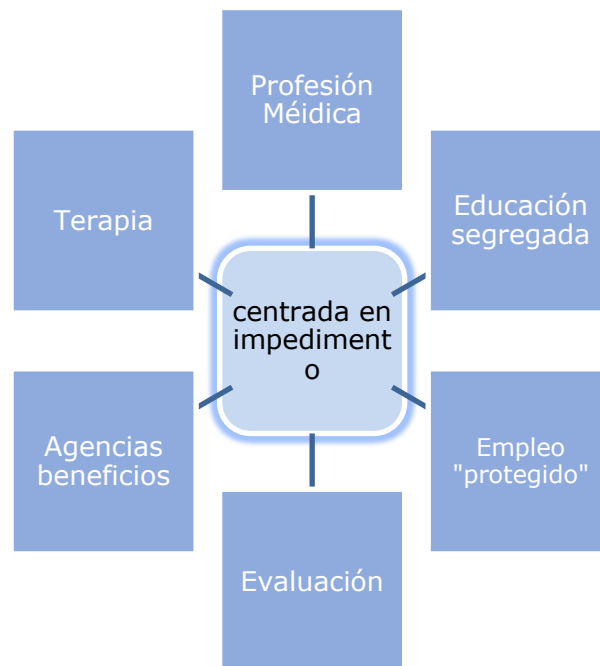 Profesión
Méidica
Terapia
Educación
segregada
centrada en
impediment
o
Agencias
beneficios
Empleo
"protegido"
Evaluación